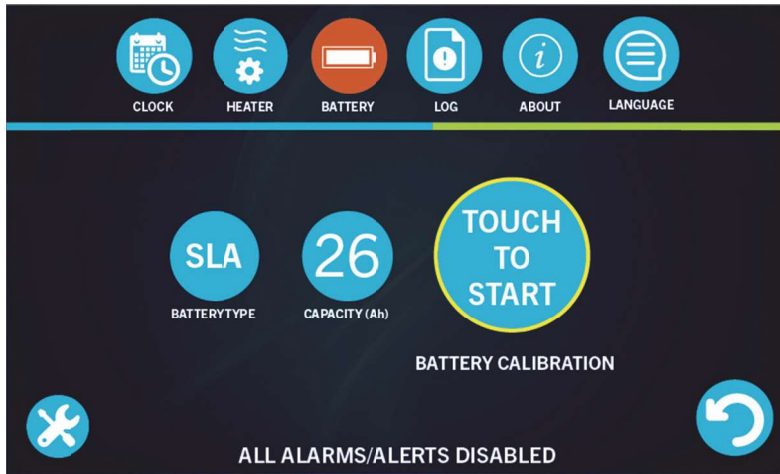 CLOCK
HEATER
BATTERY
LOG
ABOUT
LANGUAGE
SLA
BATTERYTYPE
26
CAPACITY (Ah)
TOUCH
TO
START
BATTERY CALIBRATION
ALL ALARMS/ALERTS DISABLED